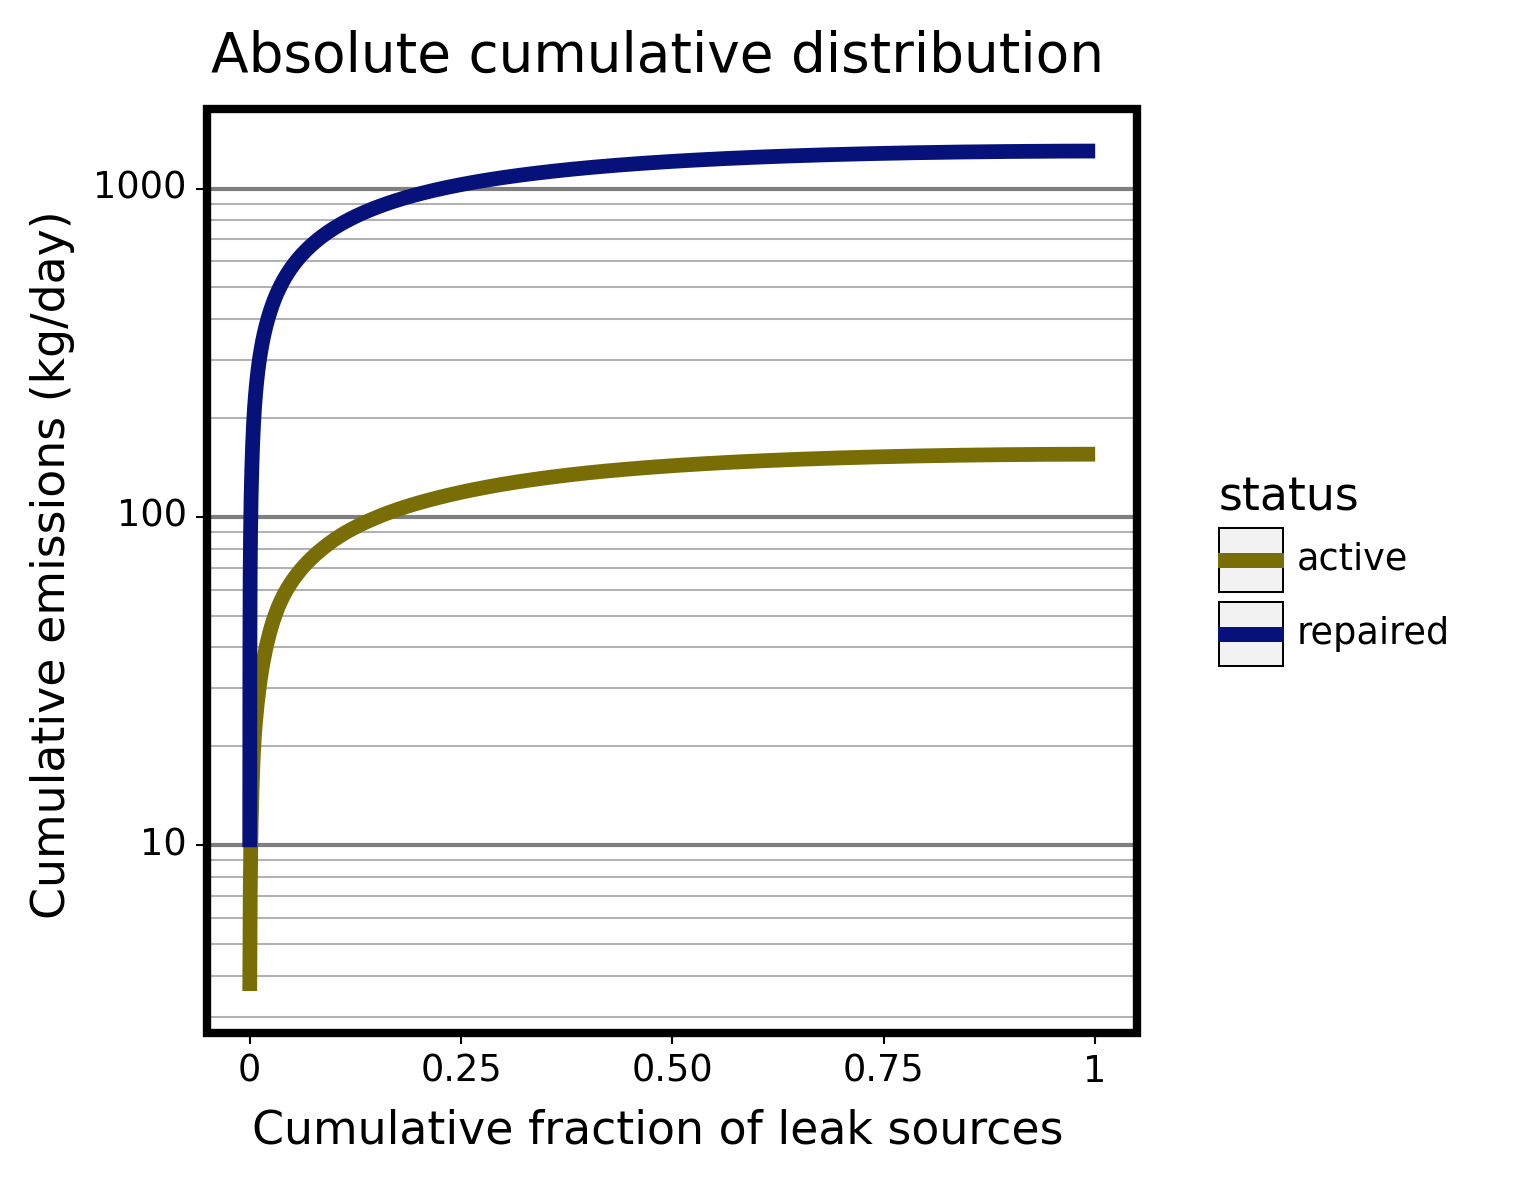 Absolute cumulative distribution
Cumulative emissions (kg/day)
1000
100
10
0
0.25
0.50
0.75
1
Cumulative fraction of leak sources
status
active
repaired